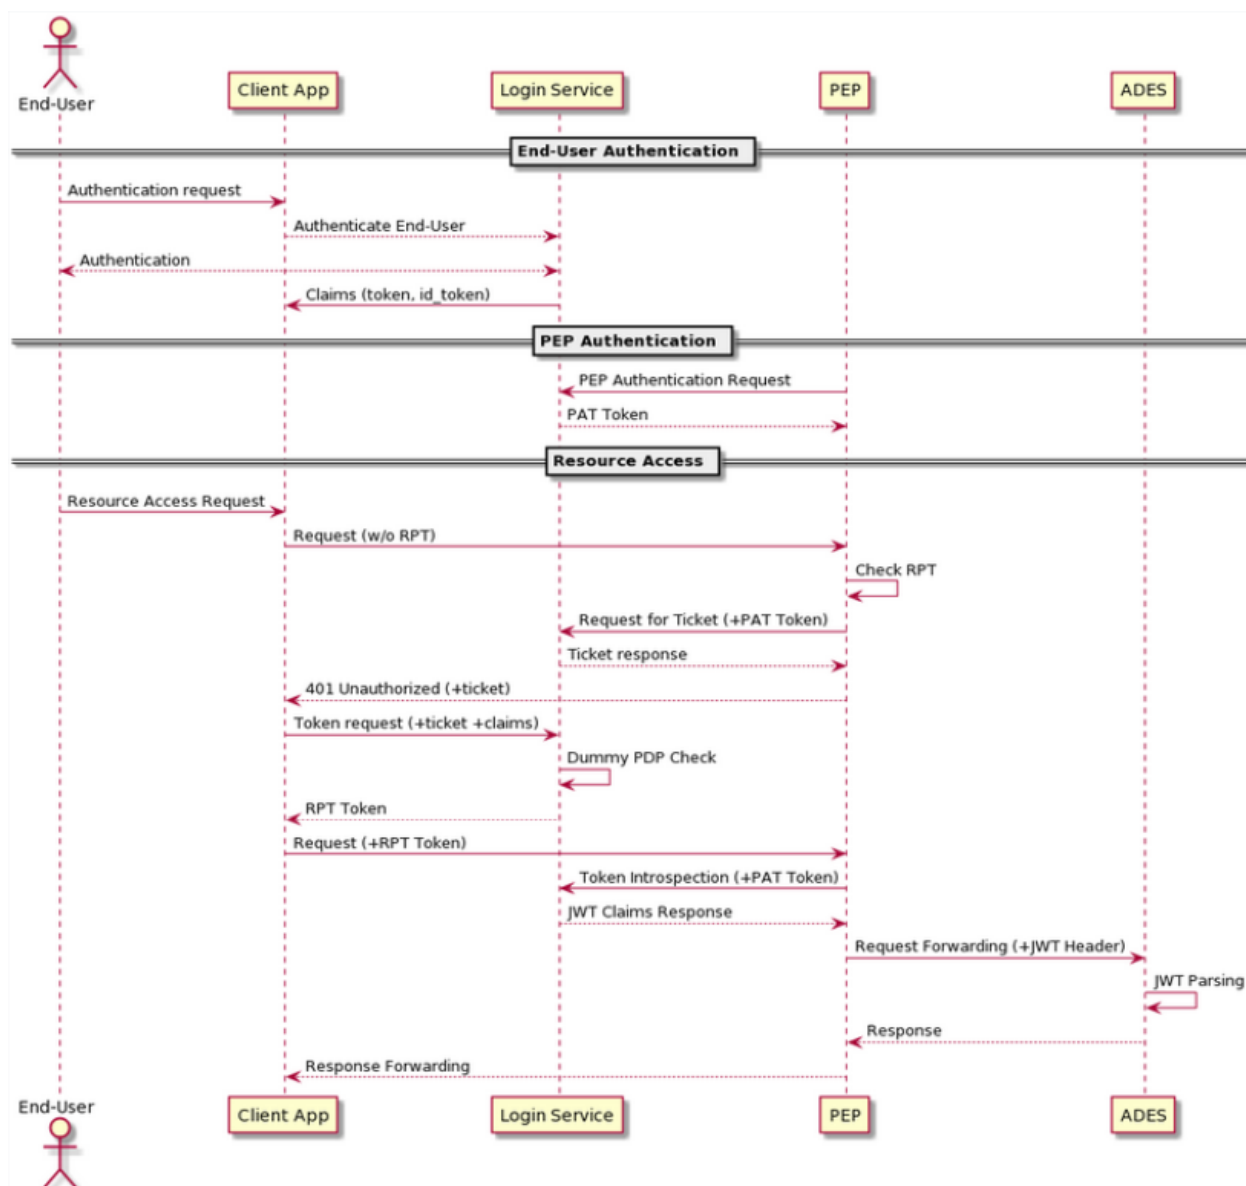 End-User
Client App
Login Service
PEP
ADES
End-User Authentication
Authentication request
Authenticate End-User
Authentication
Claims (token, id_token)
PEP Authentication
PEP Authentication Request
PAT Token
Resource Access
Resource Access Request
Request (w/o RPT)
Check RPT
Request for Ticket (+PAT Token)
Ticket response
401 Unauthorized (+ticket)
Token request (+ticket +claims)
Dummy PDP Check
RPT Token
Request (+RPT Token)
Token Introspection (+PAT Token)
JWT Claims Response
Request Forwarding (+JWT Header)
JWT Parsing
Response
Response Forwarding
End-User
Client App
Login Service
PEP
ADES